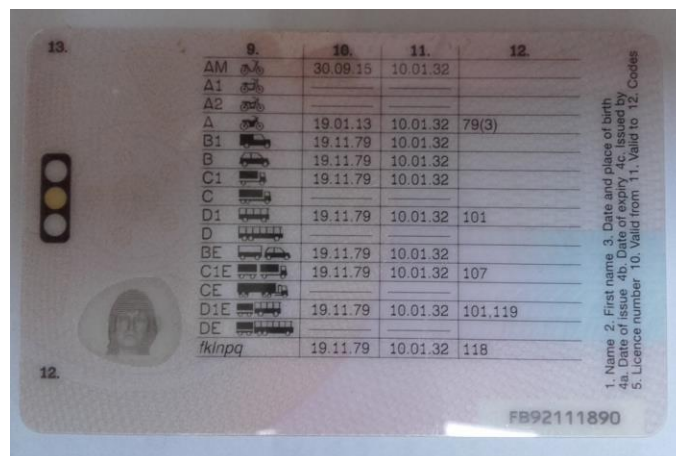 13. 9. 10. 11. 12.
AM 30.09.15 10.01.32
A1
A2
A 19.01.13 10.01.32 79(3)
B1 19.11.79 10.01.32
B 19.11.79 10.01.32
C1 19.11.79 10.01.32
C
D1 19.11.79 10.01.32 101
D
BE 19.11.79 10.01.32
C1E 19.11.79 10.01.32 107
CE
D1E 19.11.79 10.01.32 101,119
DE
fklnpq 19.11.79 10.01.32 118
12.
1. Name 2. First name 3. Date and place of birth
4a. Date of issue 4b. Date of expiry 4c. Issued by
5. Licence number 10. Valid from 11. Valid to 12. Codes
FB92111890